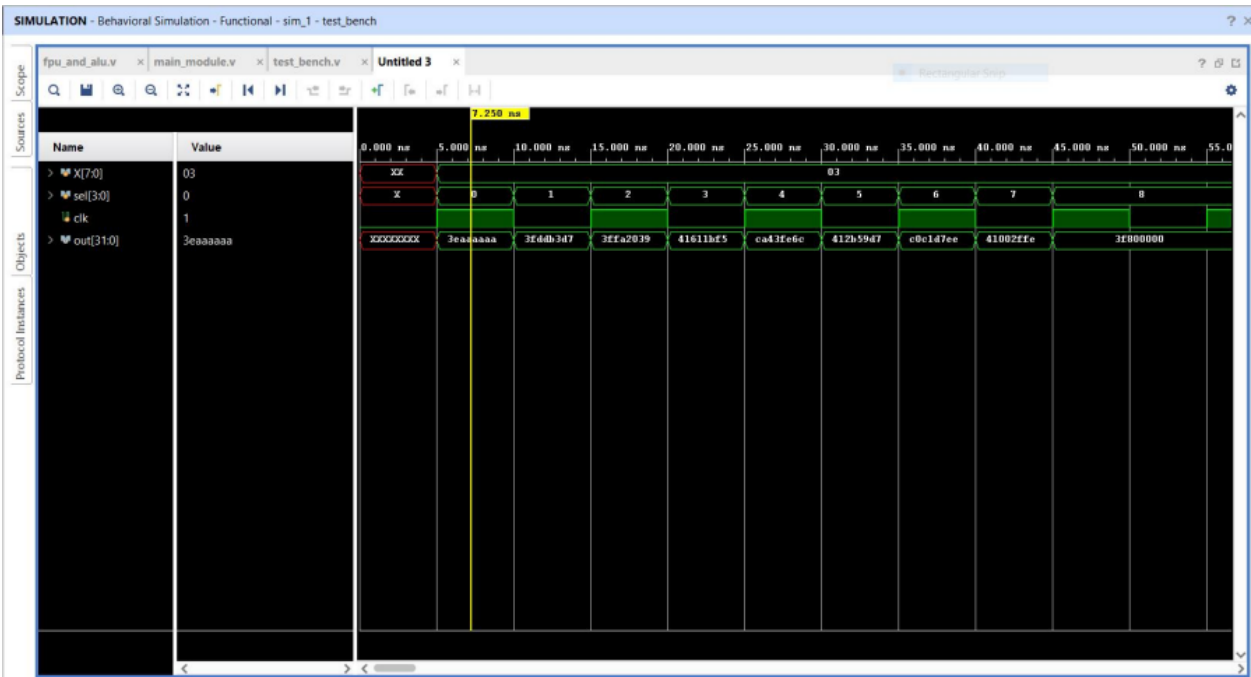 SIMULATION - Behavioral Simulation - Functional - sim_1 - test_bench ? ×
fpu_and_alu.v × main_module.v × test_bench.v × Untitled 3 × ?
Rectangular Snip
Scope
Sources
Objects
Protocol Instances
7.250 ns
Name Value 0.000 ns 5.000 ns 10.000 ns 15.000 ns 20.000 ns 25.000 ns 30.000 ns 35.000 ns 40.000 ns 45.000 ns 50.000 ns 55.0
X[7:0] 03 XX 03
sel[3:0] 0 X 0 1 2 3 4 5 6 7 8
clk 1
out[31:0] 3eaaaaaa XXXXXXXX 3eaaaaaa 3fddb3d7 3ffa2039 41611bf5 ca43fe6c 412b59d7 c0c1d7ee 41002ffe 3f800000